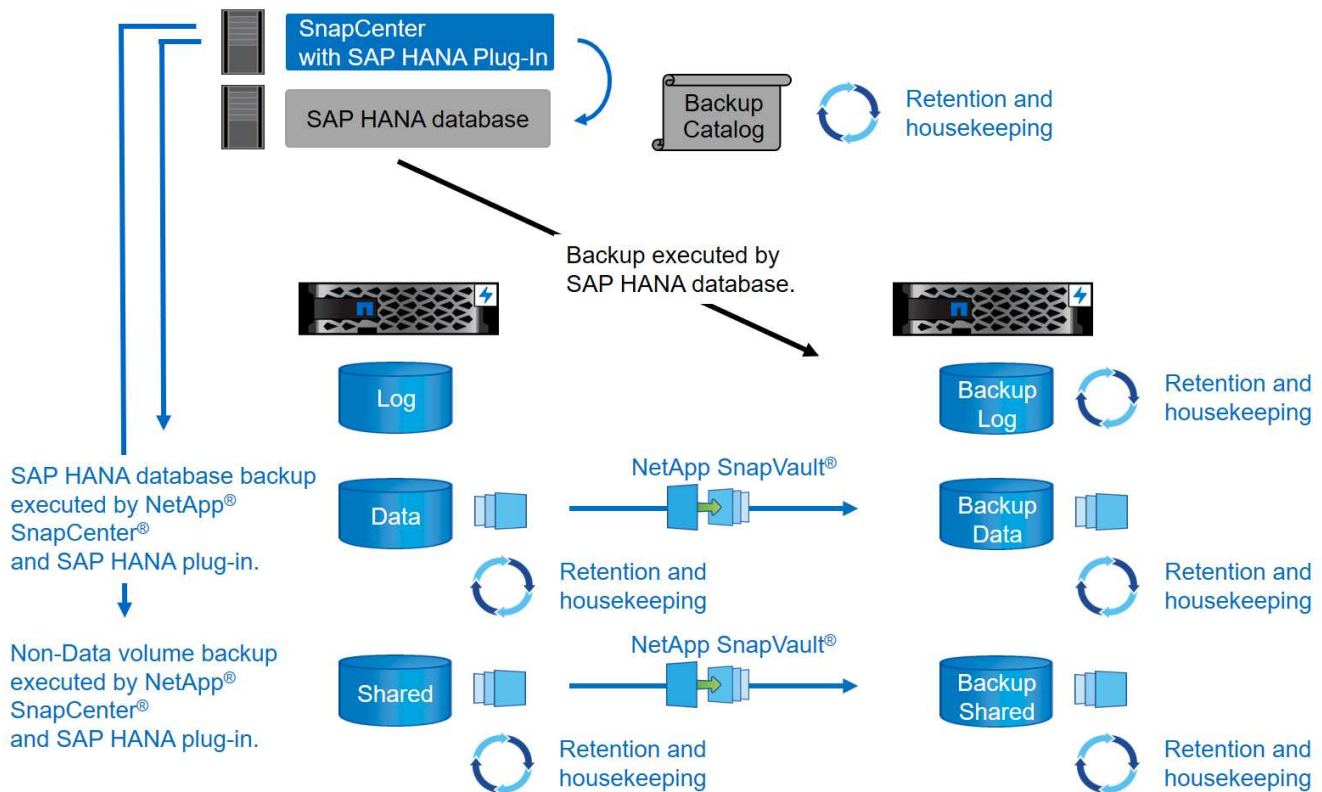 SnapCenter
with SAP HANA Plug-In
SAP HANA database
Backup
Catalog
Retention and
housekeeping
Backup executed by
SAP HANA database.
Log
Backup
Log
Retention and
housekeeping
SAP HANA database backup
executed by NetApp®
SnapCenter®
and SAP HANA plug-in.
Data
NetApp SnapVault®
Backup
Data
Retention and
housekeeping
Retention and
housekeeping
Non-Data volume backup
executed by NetApp®
SnapCenter®
and SAP HANA plug-in.
Shared
NetApp SnapVault®
Backup
Shared
Retention and
housekeeping
Retention and
housekeeping